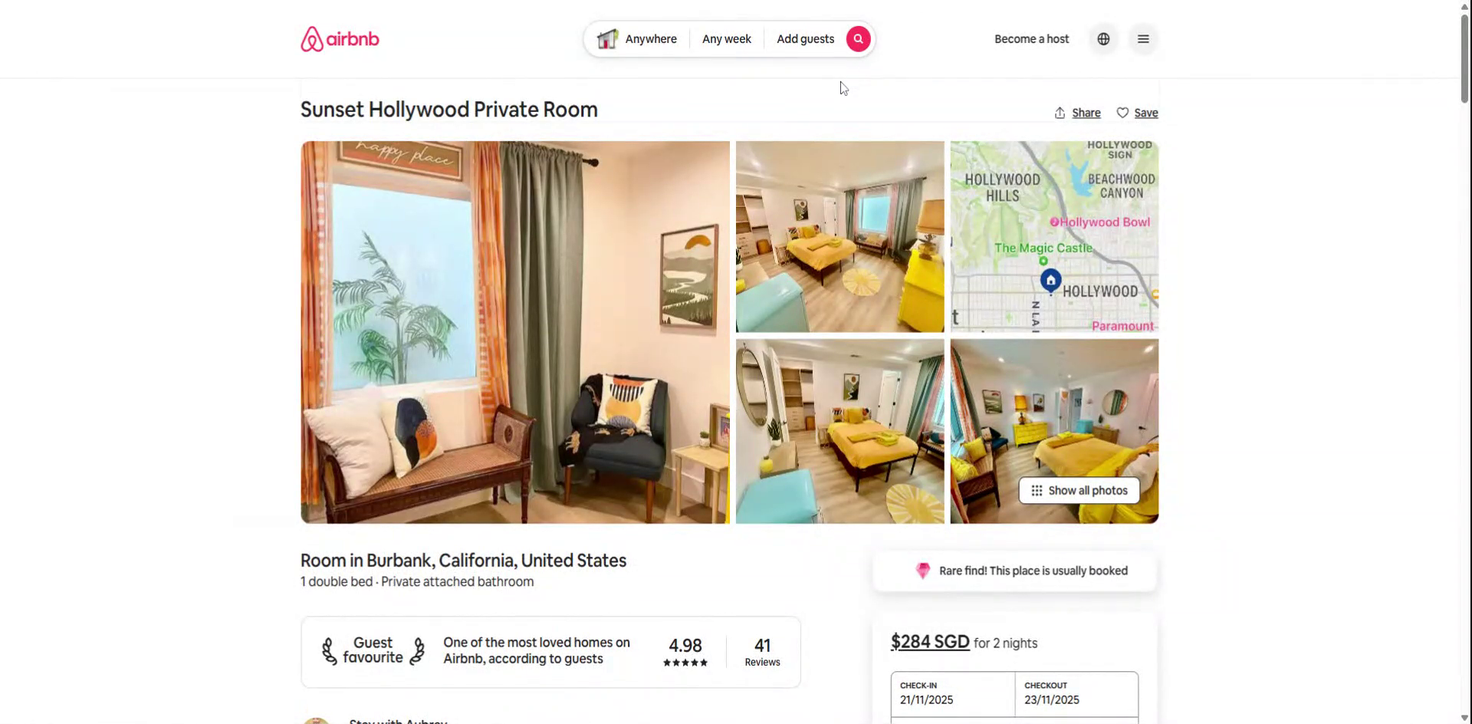 airbnb
Anywhere
Any week
Add guests
Become a host
Sunset Hollywood Private Room
Share
Save
happy place
HOLLYWOOD
SIGN
HOLLYWOOD
HILLS
BEACHWOOD
CANYON
Hollywood Bowl
The Magic Castle
HOLLYWOOD
N LA
Paramount
Show all photos
Room in Burbank, California, United States
1 double bed · Private attached bathroom
Rare find! This place is usually booked
Guest
favourite
One of the most loved homes on
Airbnb, according to guests
4.98
41
Reviews
$284 SGD for 2 nights
CHECK-IN
21/11/2025
CHECKOUT
23/11/2025
Stay with Aubrey